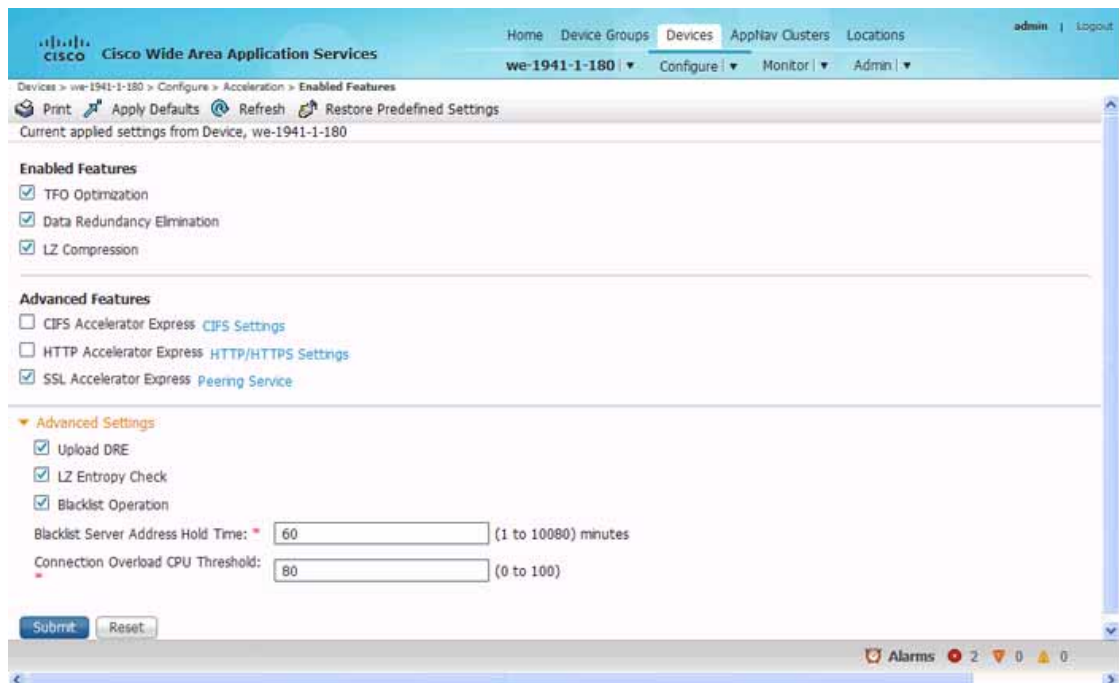 Home Device Groups Devices AppNav Clusters Locations
admin | Logout
CISCO Cisco Wide Area Application Services
we-1941-1-180 Configure Monitor Admin
Devices > we-1941-1-180 > Configure > Acceleration > Enabled Features
Print Apply Defaults Refresh Restore Predefined Settings
Current applied settings from Device, we-1941-1-180
Enabled Features
TFO Optimization
Data Redundancy Elimination
LZ Compression
Advanced Features
CIFS Accelerator Express CIFS Settings
HTTP Accelerator Express HTTP/HTTPS Settings
SSL Accelerator Express Peering Service
Advanced Settings
Upload DRE
LZ Entropy Check
Blacklist Operation
Blacklist Server Address Hold Time: * 60 (1 to 10080) minutes
Connection Overload CPU Threshold: * 80 (0 to 100)
Submit Reset
Alarms 2 0 0